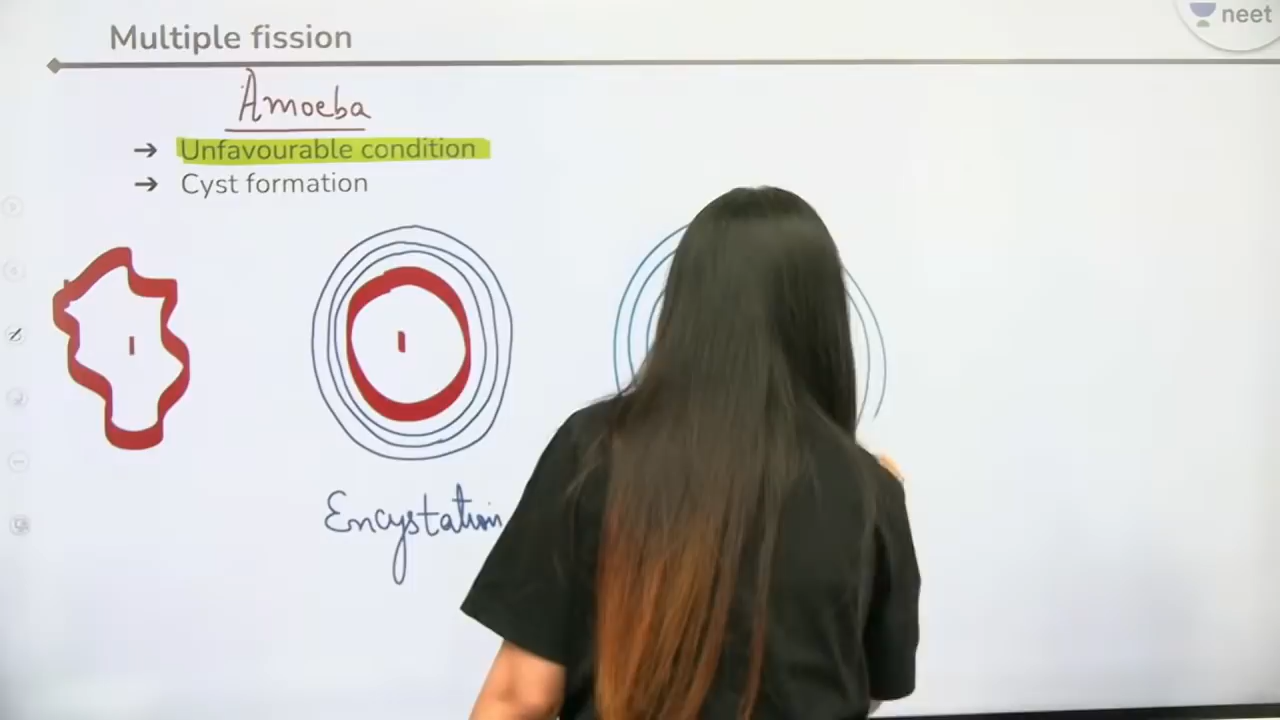 neet
Multiple fission
Amoeba
→ Unfavourable condition
→ Cyst formation
Encystation